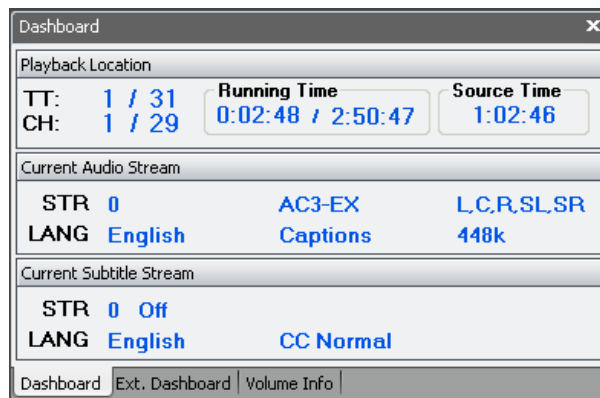 Dashboard x
Playback Location
TT: 1 / 31 Running Time Source Time
CH: 1 / 29 0:02:48 / 2:50:47 1:02:46
Current Audio Stream
STR 0 AC3-EX L,C,R,SL,SR
LANG English Captions 448k
Current Subtitle Stream
STR 0 Off
LANG English CC Normal
Dashboard Ext. Dashboard Volume Info